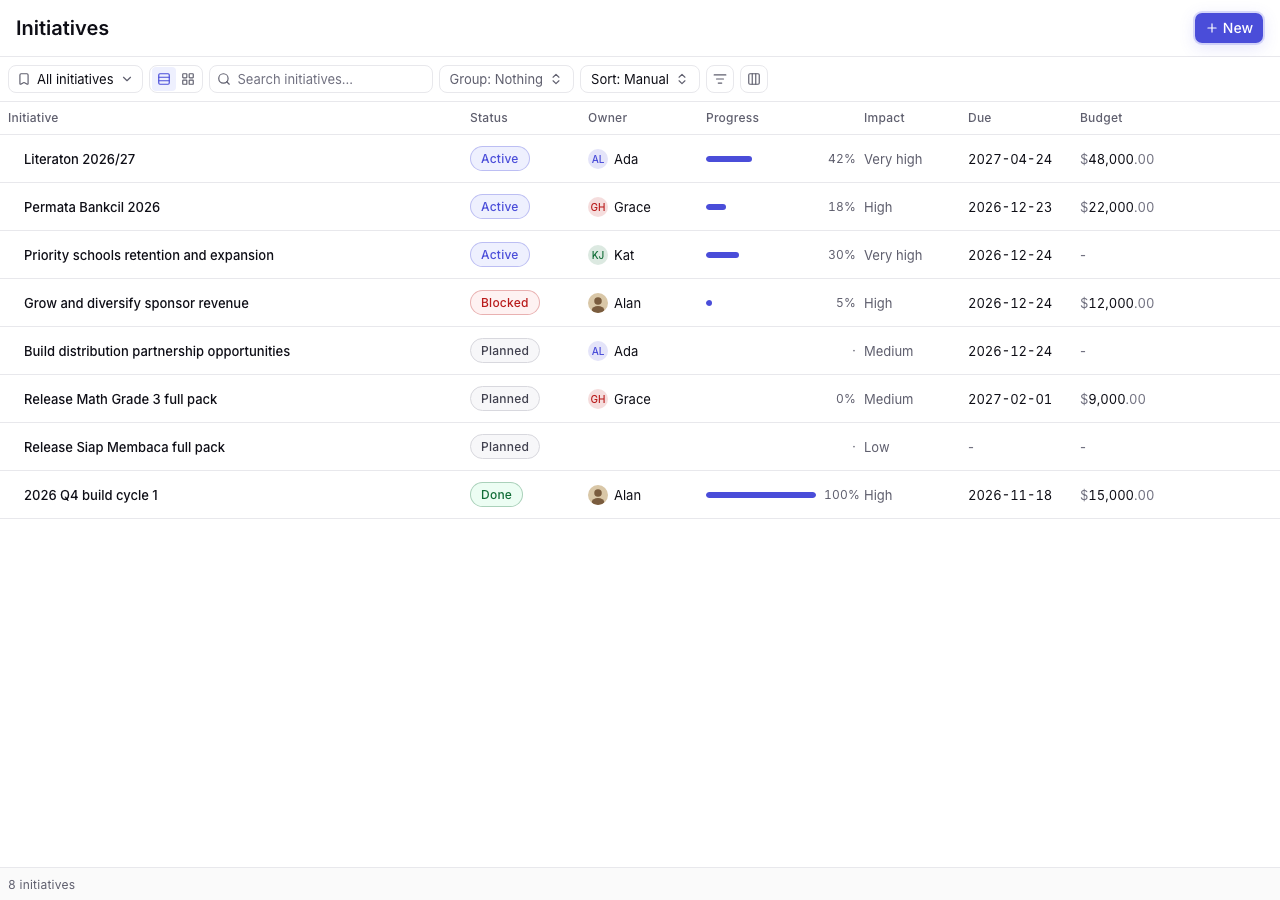 Initiatives
New
All initiatives
Search initiatives...
Group: Nothing
Sort: Manual
Initiative Status Owner Progress Impact Due Budget
Literaton 2026/27 Active AL Ada 42% Very high 2027-04-24 $48,000.00
Permata Bankcil 2026 Active GH Grace 18% High 2026-12-23 $22,000.00
Priority schools retention and expansion Active KJ Kat 30% Very high 2026-12-24 -
Grow and diversify sponsor revenue Blocked Alan 5% High 2026-12-24 $12,000.00
Build distribution partnership opportunities Planned AL Ada · Medium 2026-12-24 -
Release Math Grade 3 full pack Planned GH Grace 0% Medium 2027-02-01 $9,000.00
Release Siap Membaca full pack Planned · Low - -
2026 Q4 build cycle 1 Done Alan 100% High 2026-11-18 $15,000.00
8 initiatives